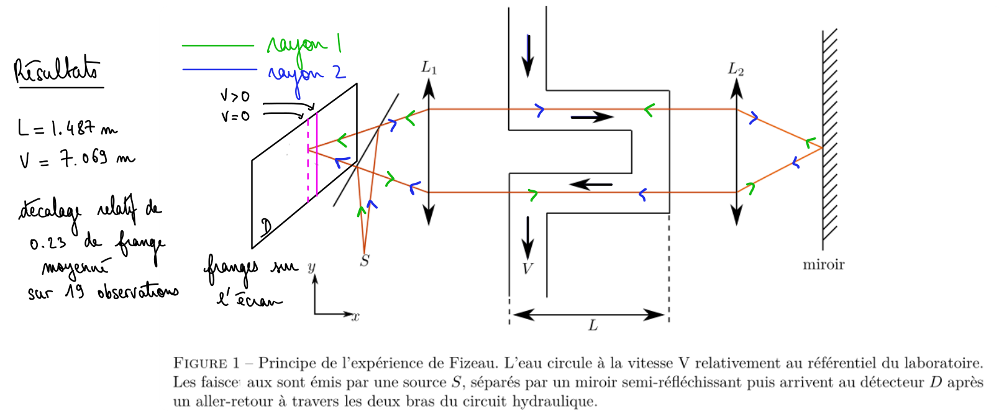 rayon 1
rayon 2
Résultats
V>0
V=0
L = 1.487 m
V = 7.069 m
décalage relatif de
0.23 de frange
moyenné
sur 19 observations
L₁
L₂
D
S
franges sur
l'écran
y
x
V
L
miroir
FIGURE 1 – Principe de l'expérience de Fizeau. L'eau circule à la vitesse V relativement au référentiel du laboratoire.
Les faisce aux sont émis par une source S, séparés par un miroir semi-réfléchissant puis arrivent au détecteur D après
un aller-retour à travers les deux bras du circuit hydraulique.